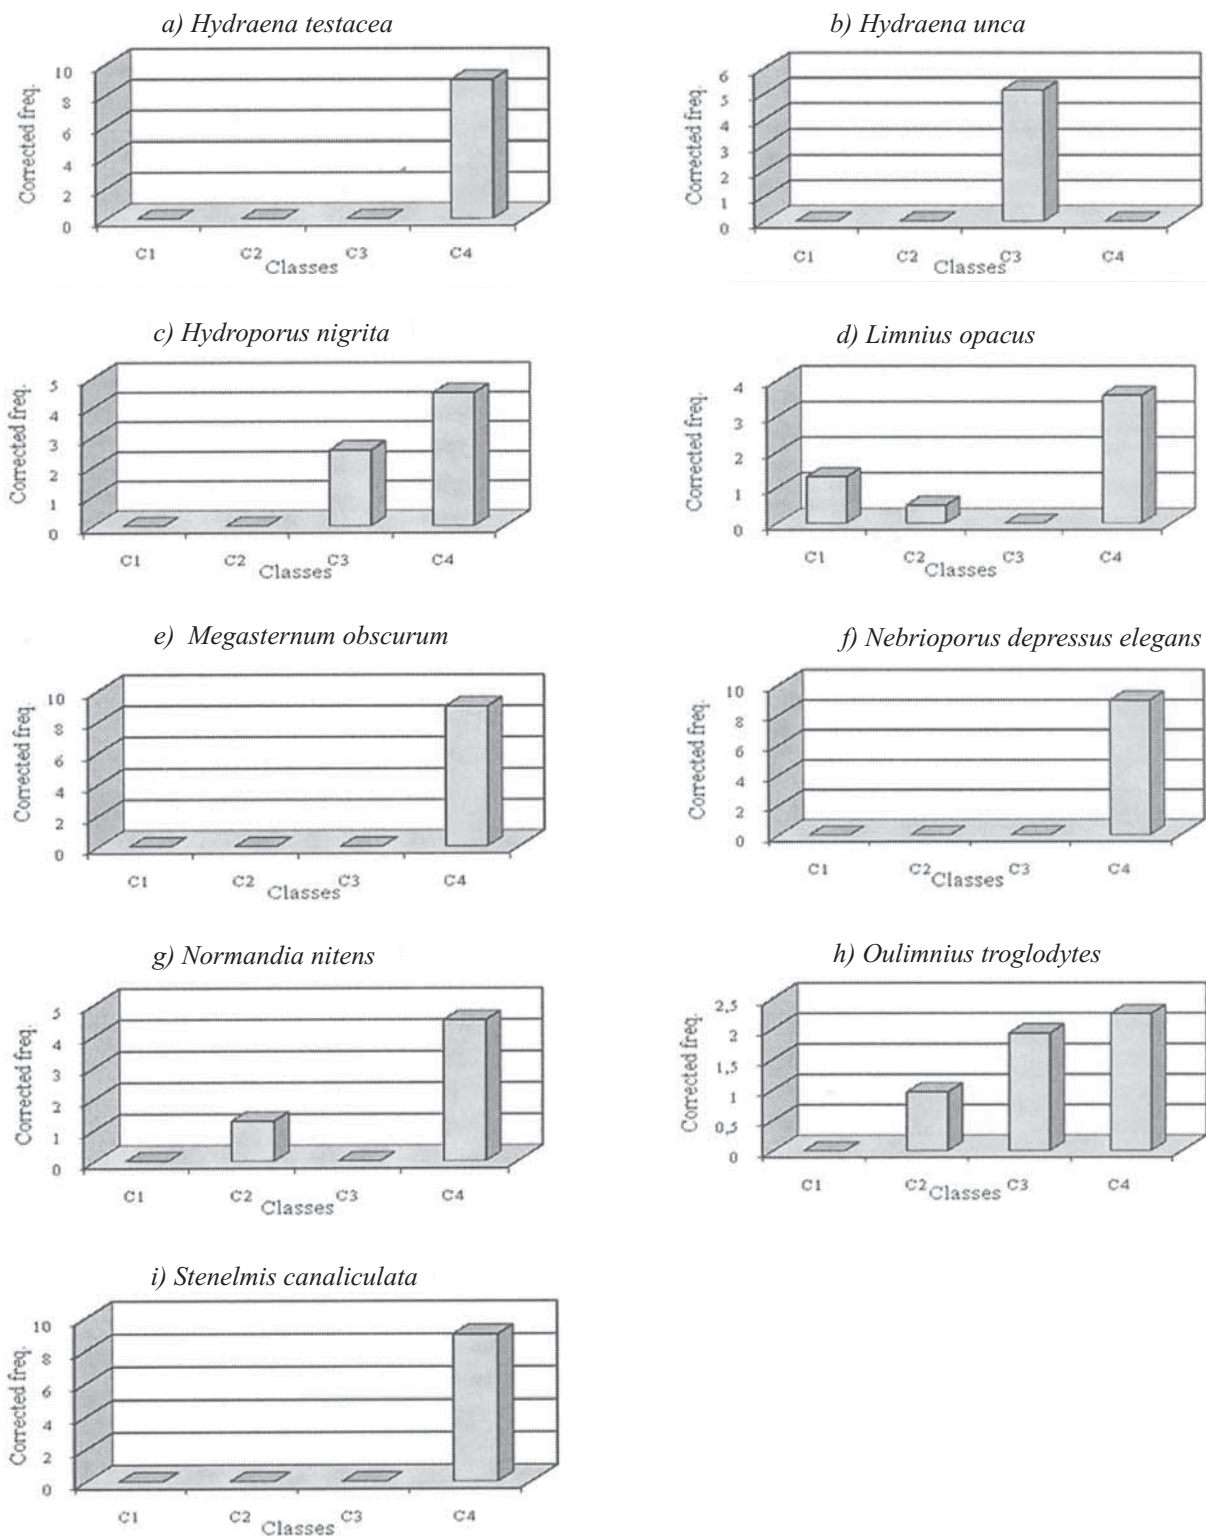 a) Hydraena testacea
Corrected freq.
10
8
6
4
2
0
C1 C2 C3 C4
Classes
b) Hydraena unca
Corrected freq.
6
5
4
3
2
1
0
C1 C2 C3 C4
Classes
c) Hydroporus nigrita
Corrected freq.
5
4
3
2
1
0
C1 C2 C3 C4
Classes
d) Limnius opacus
Corrected freq.
4
3
2
1
0
C1 C2 C3 C4
Classes
e) Megasternum obscurum
Corrected freq.
10
8
6
4
2
0
C1 C2 C3 C4
Classes
f) Nebrioporus depressus elegans
Corrected freq.
10
8
6
4
2
0
C1 C2 C3 C4
Classes
g) Normandia nitens
Corrected freq.
5
4
3
2
1
0
C1 C2 C3 C4
Classes
h) Oulimnius troglodytes
Corrected freq.
2,5
2
1,5
1
0,5
0
C1 C2 C3 C4
Classes
i) Stenelmis canaliculata
Corrected freq.
10
8
6
4
2
0
C1 C2 C3 C4
Classes